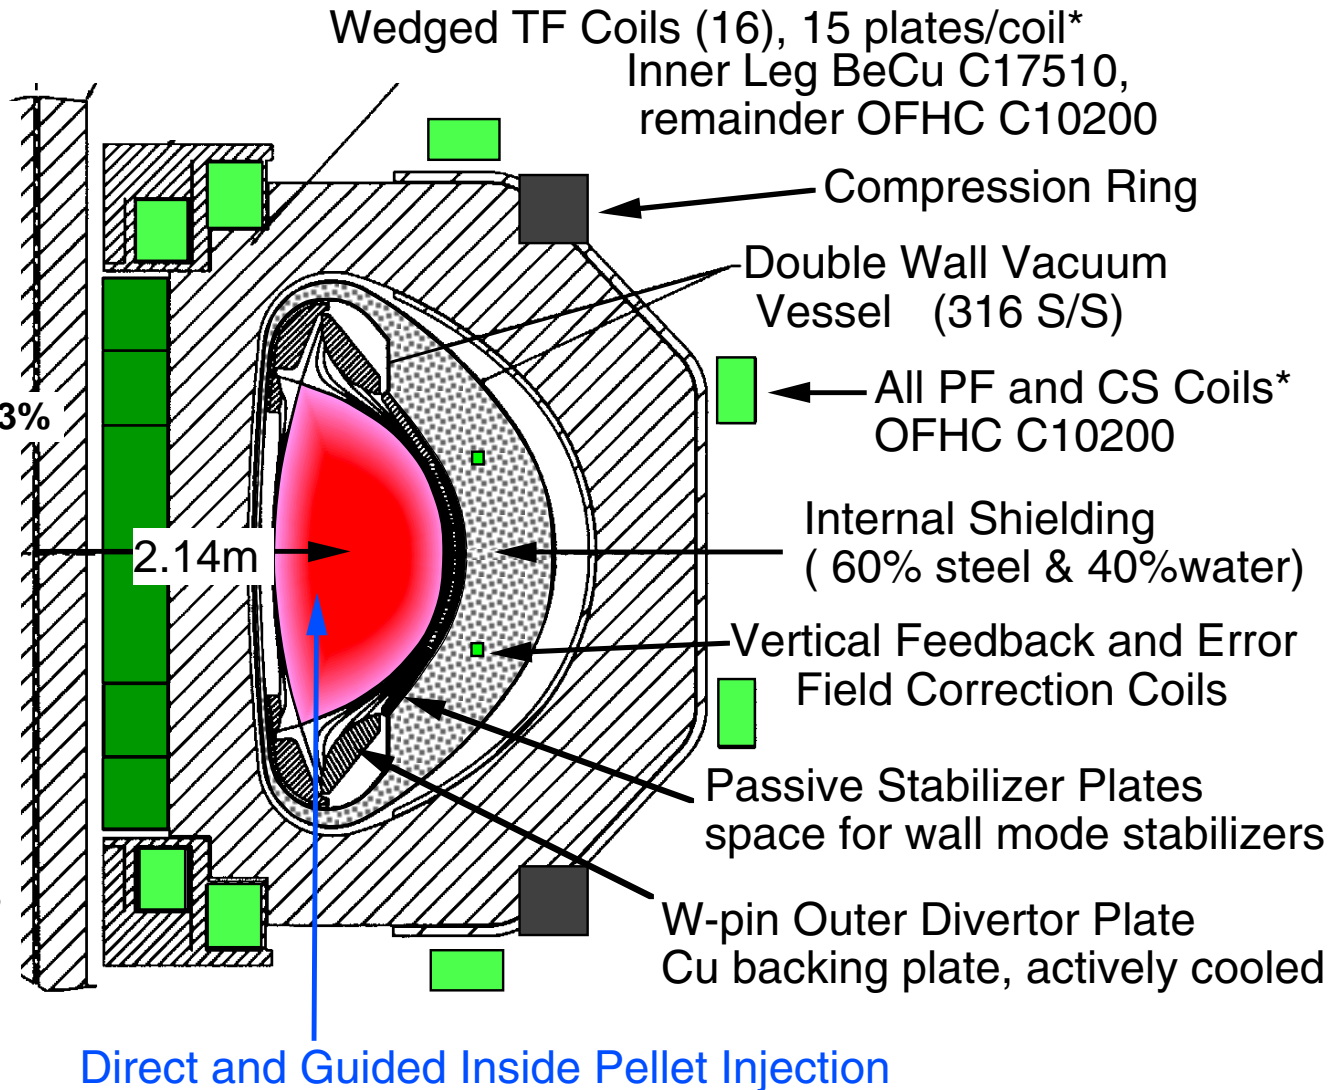 Wedged TF Coils (16), 15 plates/coil*
Inner Leg BeCu C17510,
remainder OFHC C10200
Compression Ring
Double Wall Vacuum
Vessel (316 S/S)
3%
All PF and CS Coils*
OFHC C10200
Internal Shielding
( 60% steel & 40%water)
2.14m
Vertical Feedback and Error
Field Correction Coils
Passive Stabilizer Plates
space for wall mode stabilizers
W-pin Outer Divertor Plate
Cu backing plate, actively cooled
Direct and Guided Inside Pellet Injection